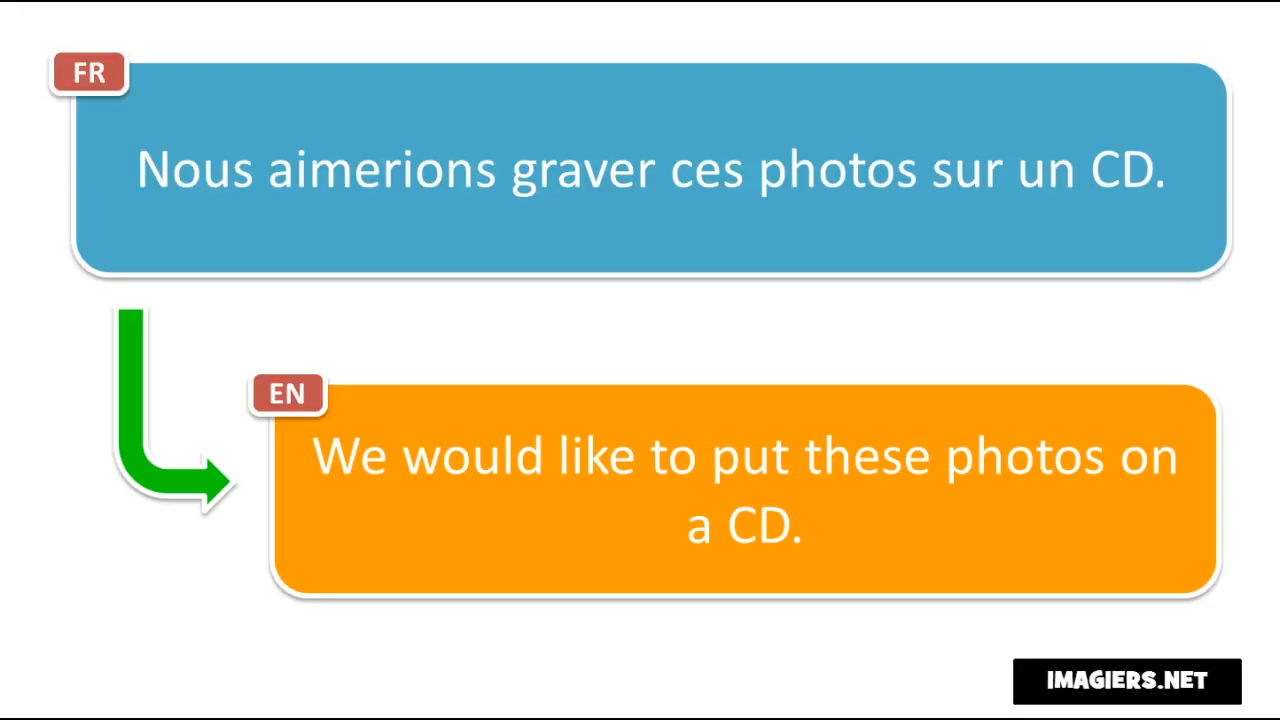 FR
Nous aimerions graver ces photos sur un CD.
EN
We would like to put these photos on
a CD.
IMAGIERS.NET